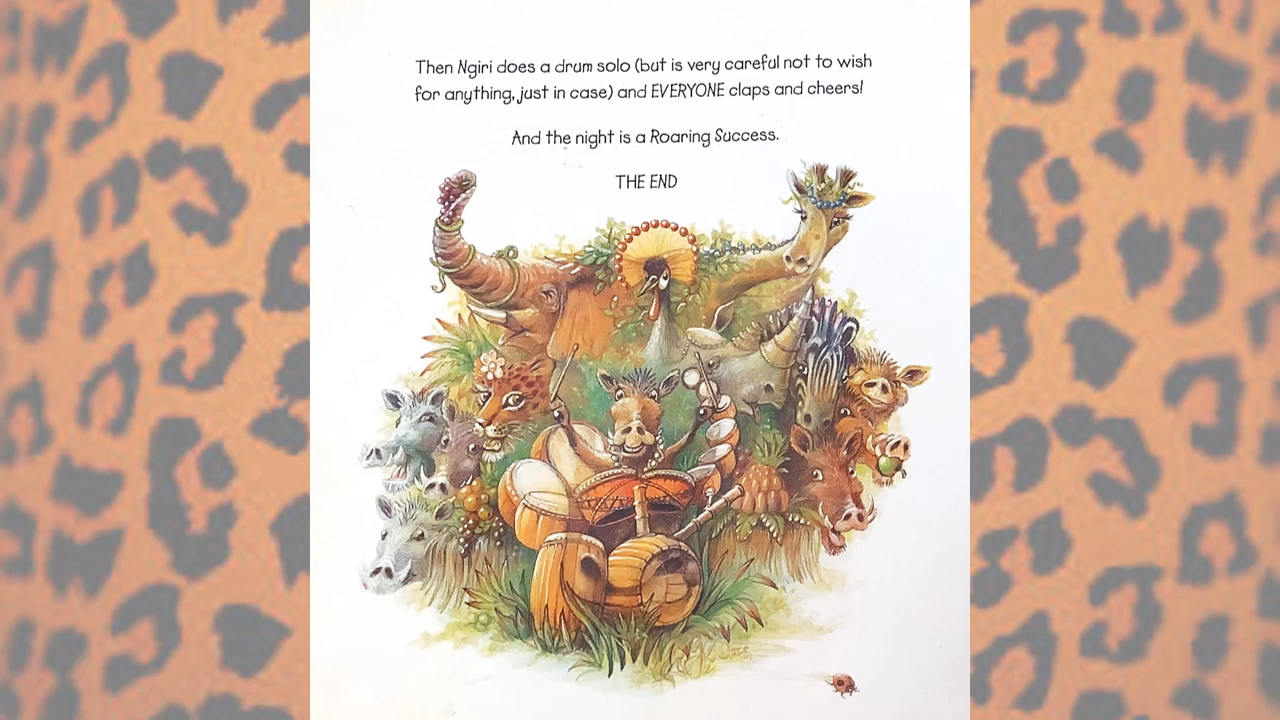 Then Ngiri does a drum solo (but is very careful not to wish
for anything, just in case) and EVERYONE claps and cheers!
And the night is a Roaring Success.
THE END